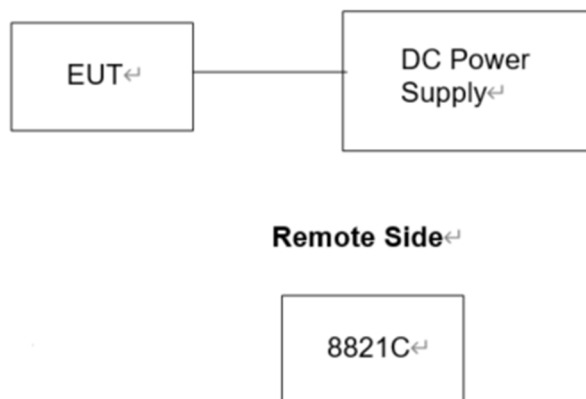 EUT↵
DC Power
Supply↵
Remote Side↵
8821C↵